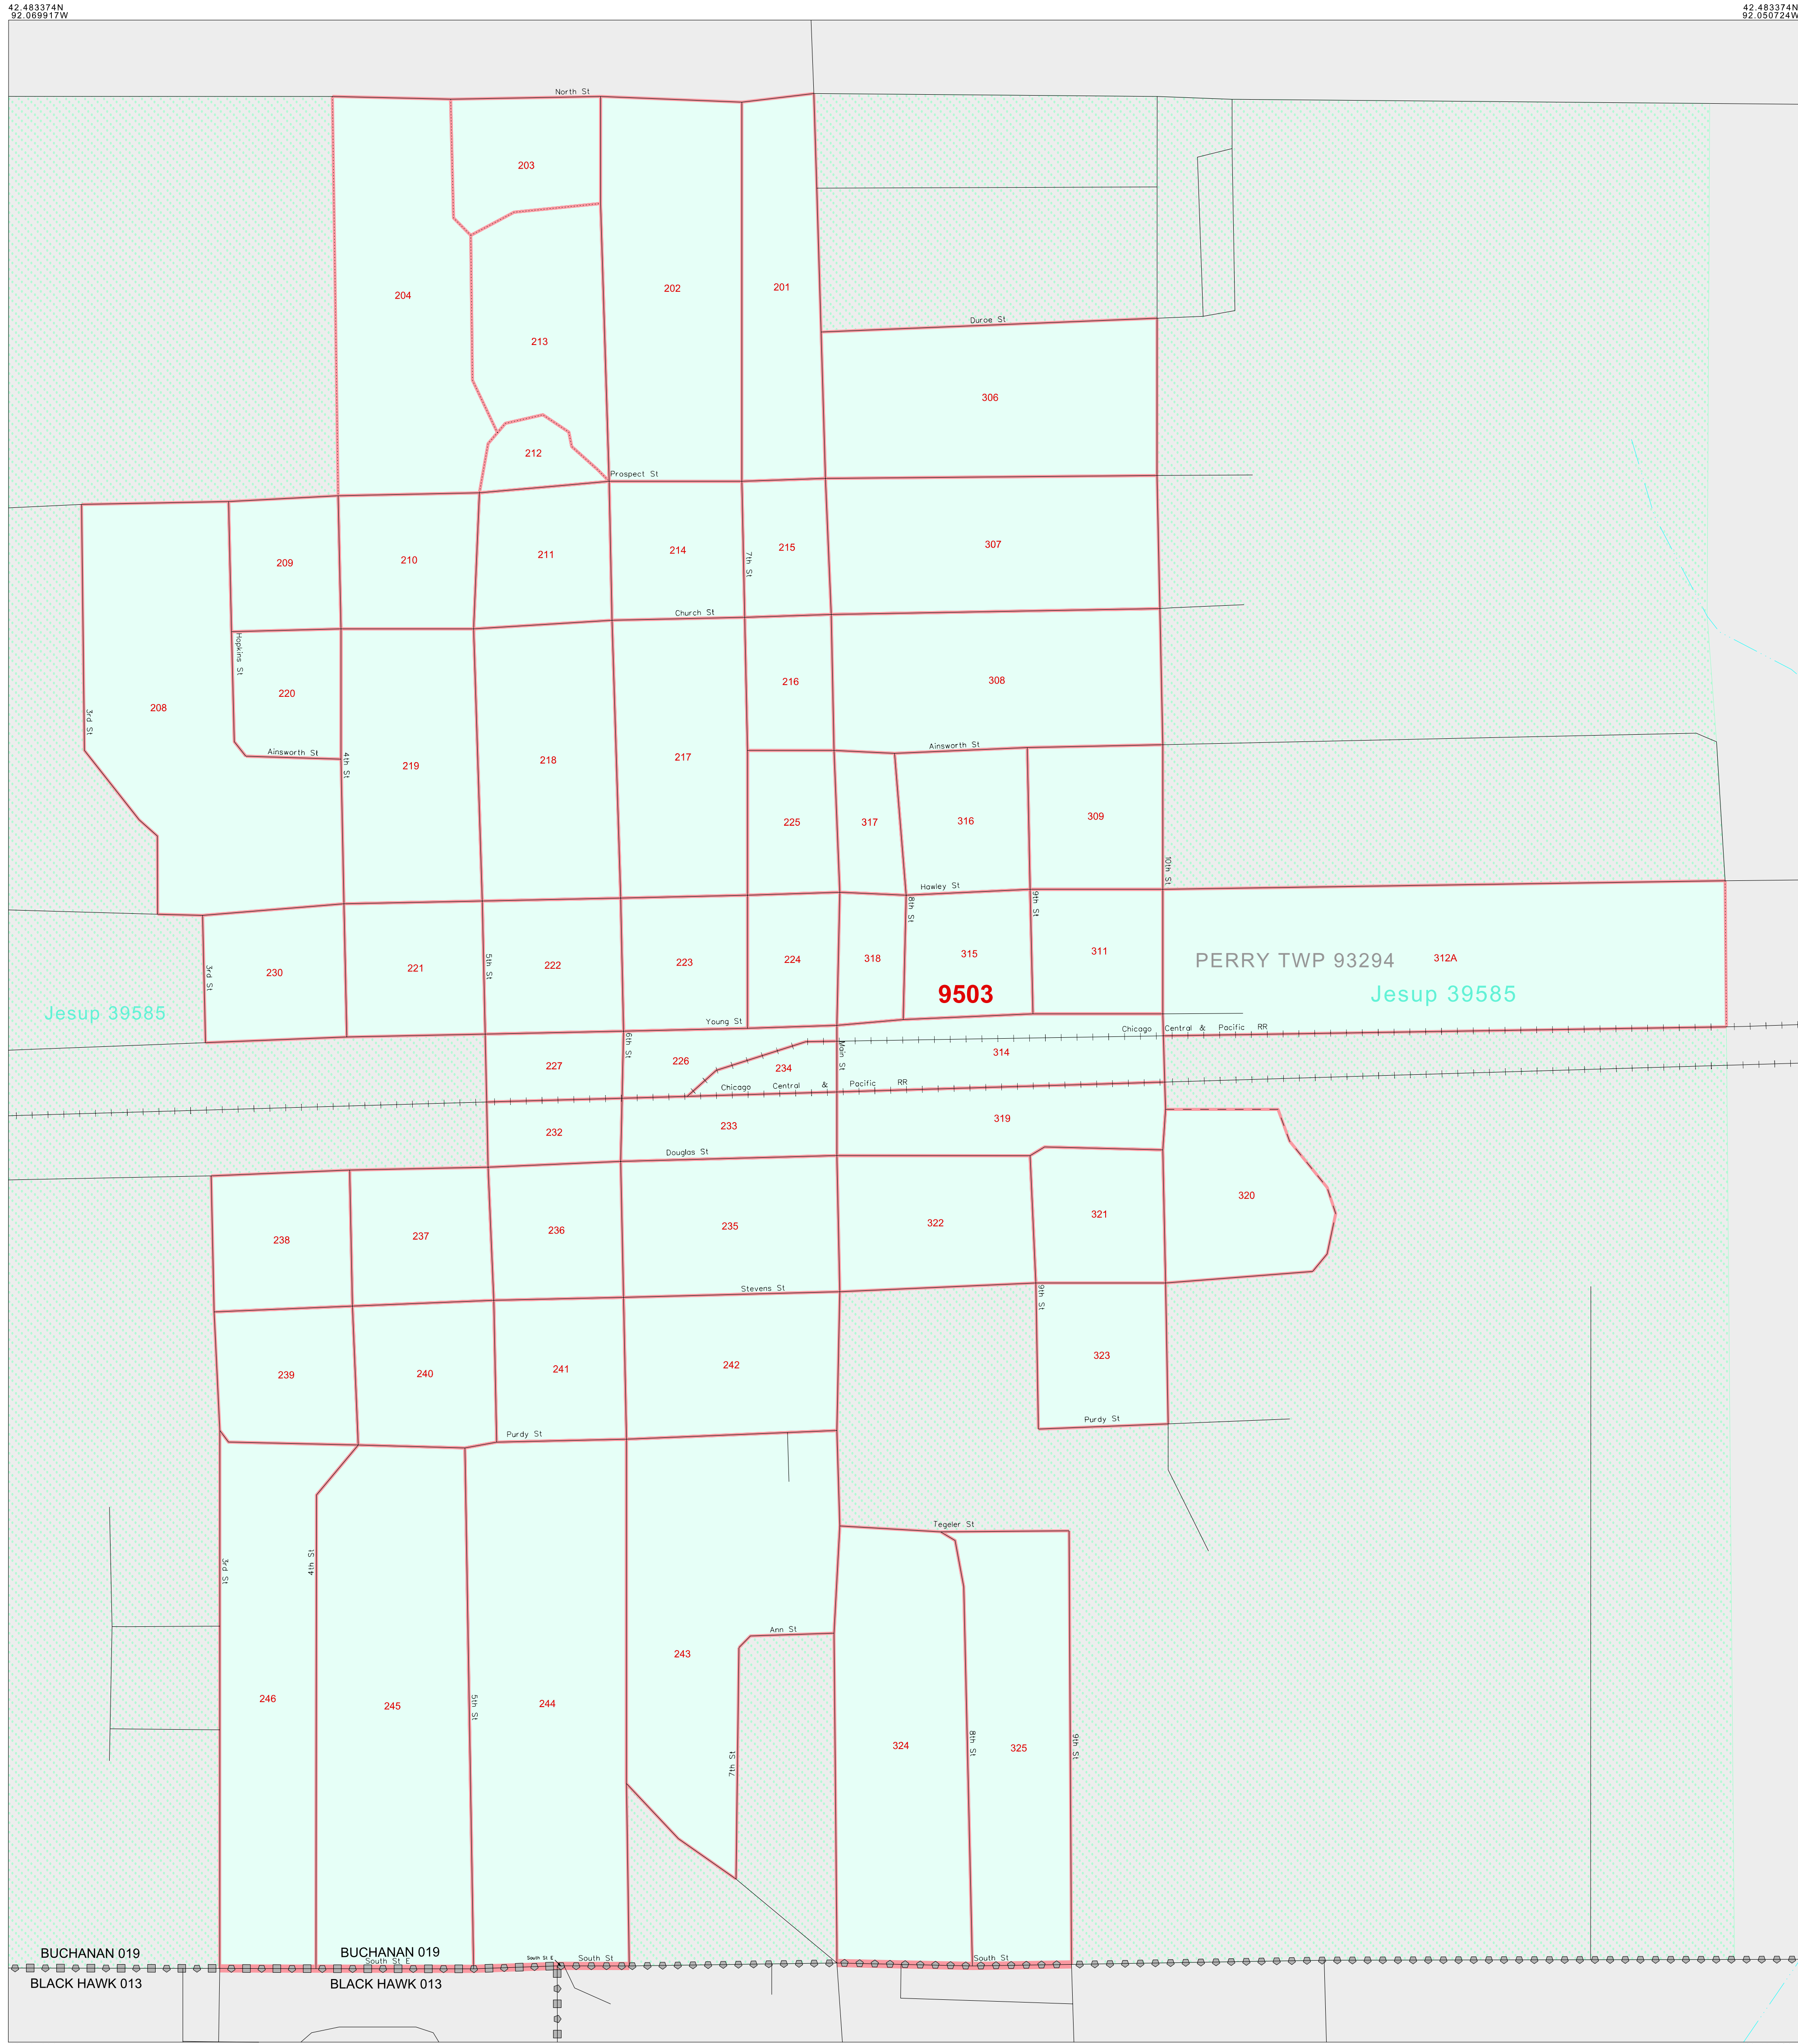 42.483374N
92.069917W
42.483374N
92.050724W
North St
203
204
202
201
213
Duroe St
306
212
Prospect St
209
210
211
214
7th St
215
307
Church St
Hopkins St
208
220
3rd St
Ainsworth St
4th St
219
218
217
216
308
Ainsworth St
225
317
316
309
10th St
Hawley St
8th St
9th St
3rd St
230
221
5th St
222
223
224
318
315
311
PERRY TWP 93294
312A
9503
Jesup 39585
Jesup 39585
Young St
6th St
Main St
Chicago Central & Pacific RR
227
226
234
314
Chicago Central & Pacific RR
232
233
319
Douglas St
238
237
236
235
322
321
320
Stevens St
9th St
239
240
241
242
323
Purdy St
Purdy St
Tegeler St
3rd St
4th St
Ann St
246
245
5th St
244
243
7th St
324
8th St
325
9th St
BUCHANAN 019
BUCHANAN 019
South St E
South St E
South St
South St
BLACK HAWK 013
BLACK HAWK 013